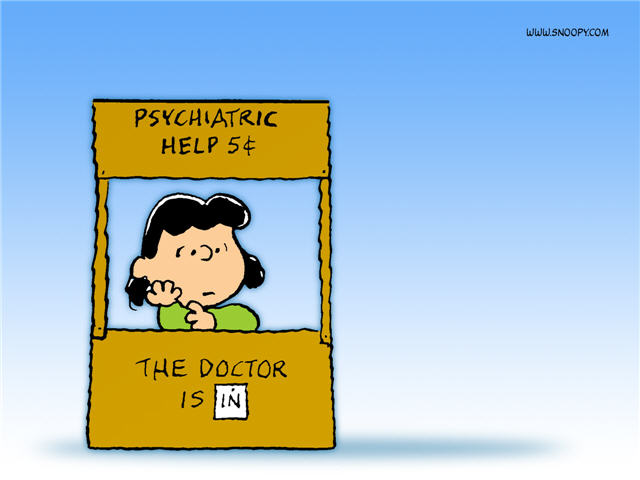 WWW.SNOOPY.COM
PSYCHIATRIC
HELP 5¢
THE DOCTOR
IS IN